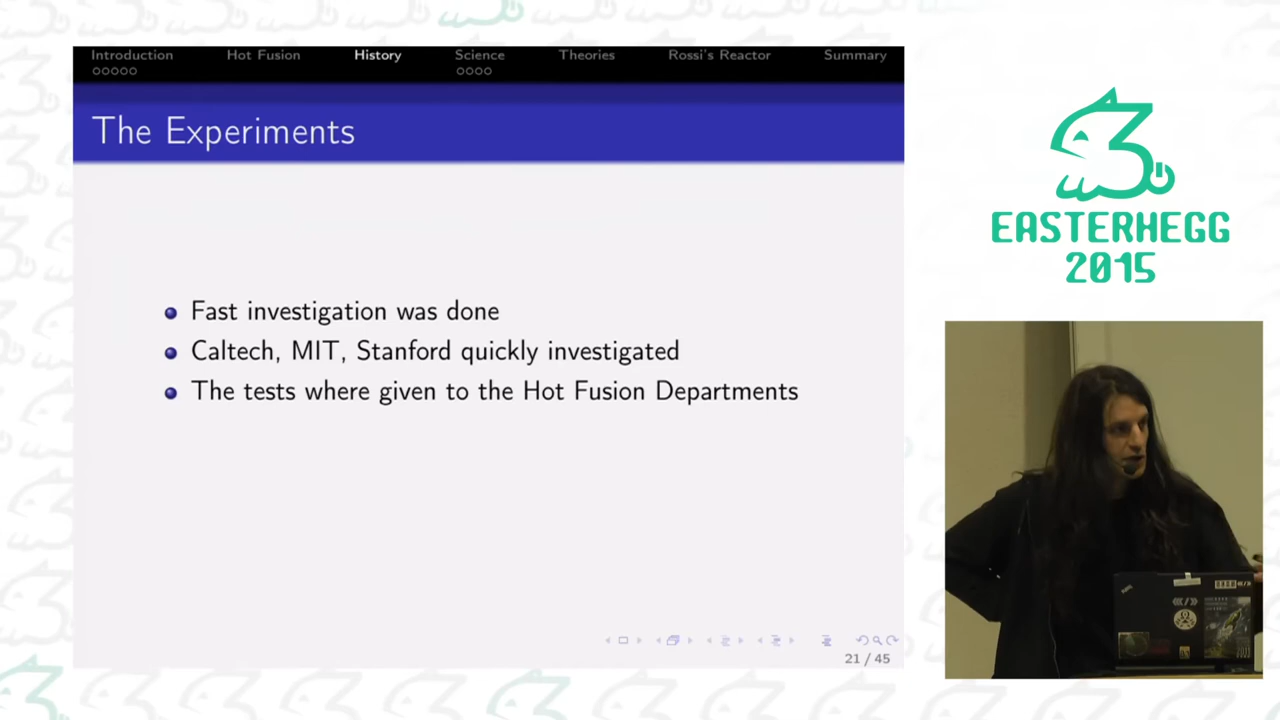 Introduction Hot Fusion History Science Theories Rossi's Reactor Summary
The Experiments
Fast investigation was done
Caltech, MIT, Stanford quickly investigated
The tests where given to the Hot Fusion Departments
21 / 45
EASTERHEGG
2015